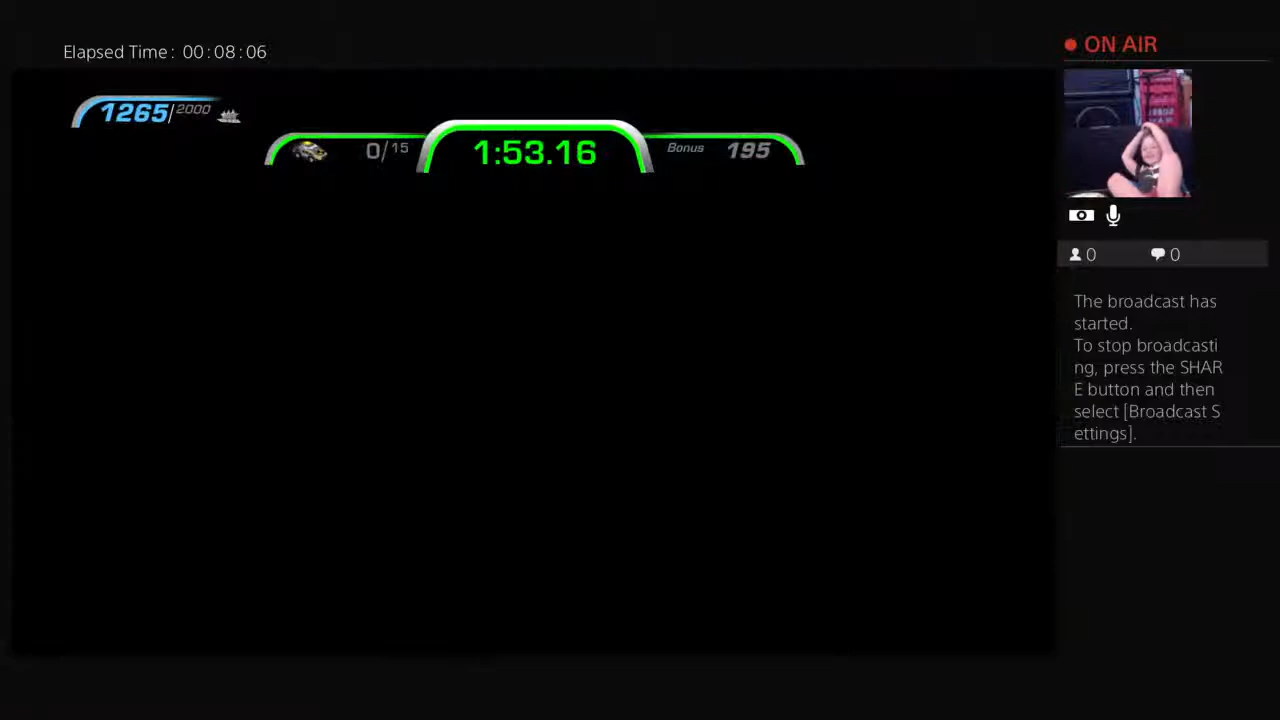 Elapsed Time: 00:08:06
ON AIR
1265/2000
0/15
1:53.16
Bonus 195
0 0
The broadcast has
started.
To stop broadcasti
ng, press the SHAR
E button and then
select [Broadcast S
ettings].